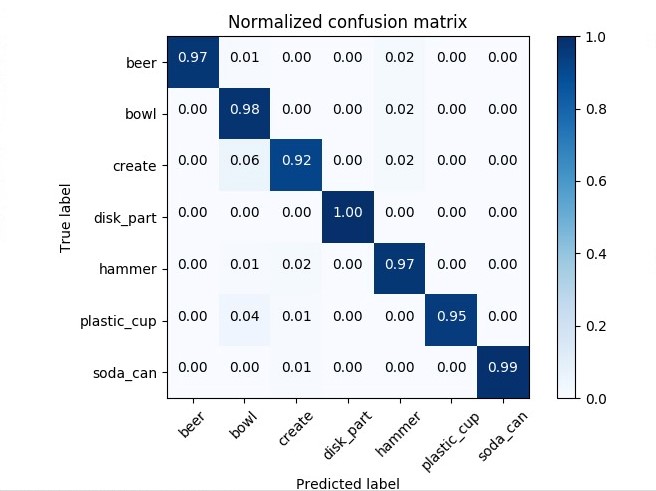 Normalized confusion matrix
beer 0.97 0.01 0.00 0.00 0.02 0.00 0.00 1.0
bowl 0.00 0.98 0.00 0.00 0.02 0.00 0.00 0.8
create 0.00 0.06 0.92 0.00 0.02 0.00 0.00 0.6
True label
disk_part 0.00 0.00 0.00 1.00 0.00 0.00 0.00
hammer 0.00 0.01 0.02 0.00 0.97 0.00 0.00 0.4
plastic_cup 0.00 0.04 0.01 0.00 0.00 0.95 0.00 0.2
soda_can 0.00 0.00 0.01 0.00 0.00 0.00 0.99 0.0
beer bowl create disk_part hammer plastic_cup soda_can
Predicted label